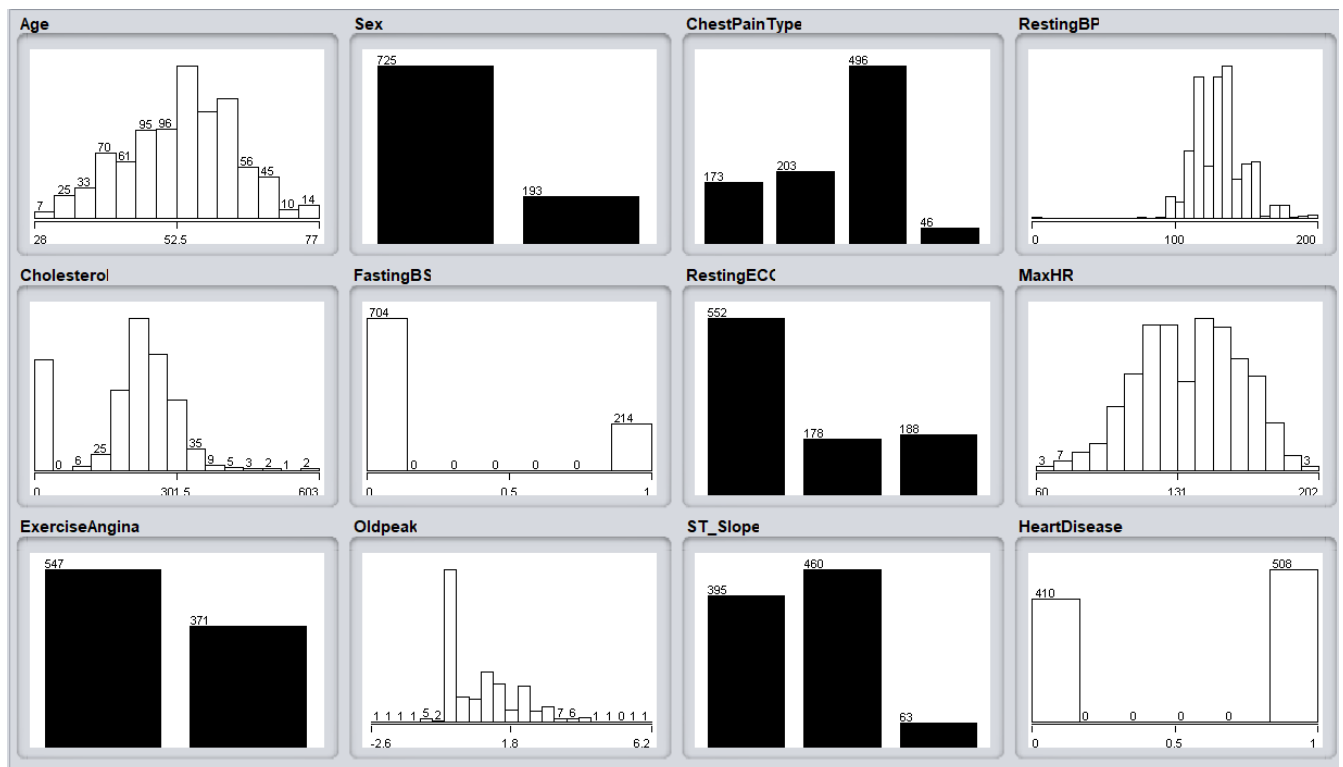 Age
7 25 33 70 61 95 96 56 45 10 14
28 52.5 77
Sex
725 193
ChestPainType
173 203 496 46
RestingBP
0 100 200
Cholesterol
0 6 25 35 9 5 3 2 1 2
0 301.5 603
FastingBS
704 0 0 0 0 0 214
0 0.5 1
RestingECG
552 178 188
MaxHR
3 7 3
60 131 202
ExerciseAngina
547 371
Oldpeak
1 1 1 1 5 2 7 6 1 1 0 1 1
-2.6 1.8 6.2
ST_Slope
395 460 63
HeartDisease
410 0 0 0 0 508
0 0.5 1